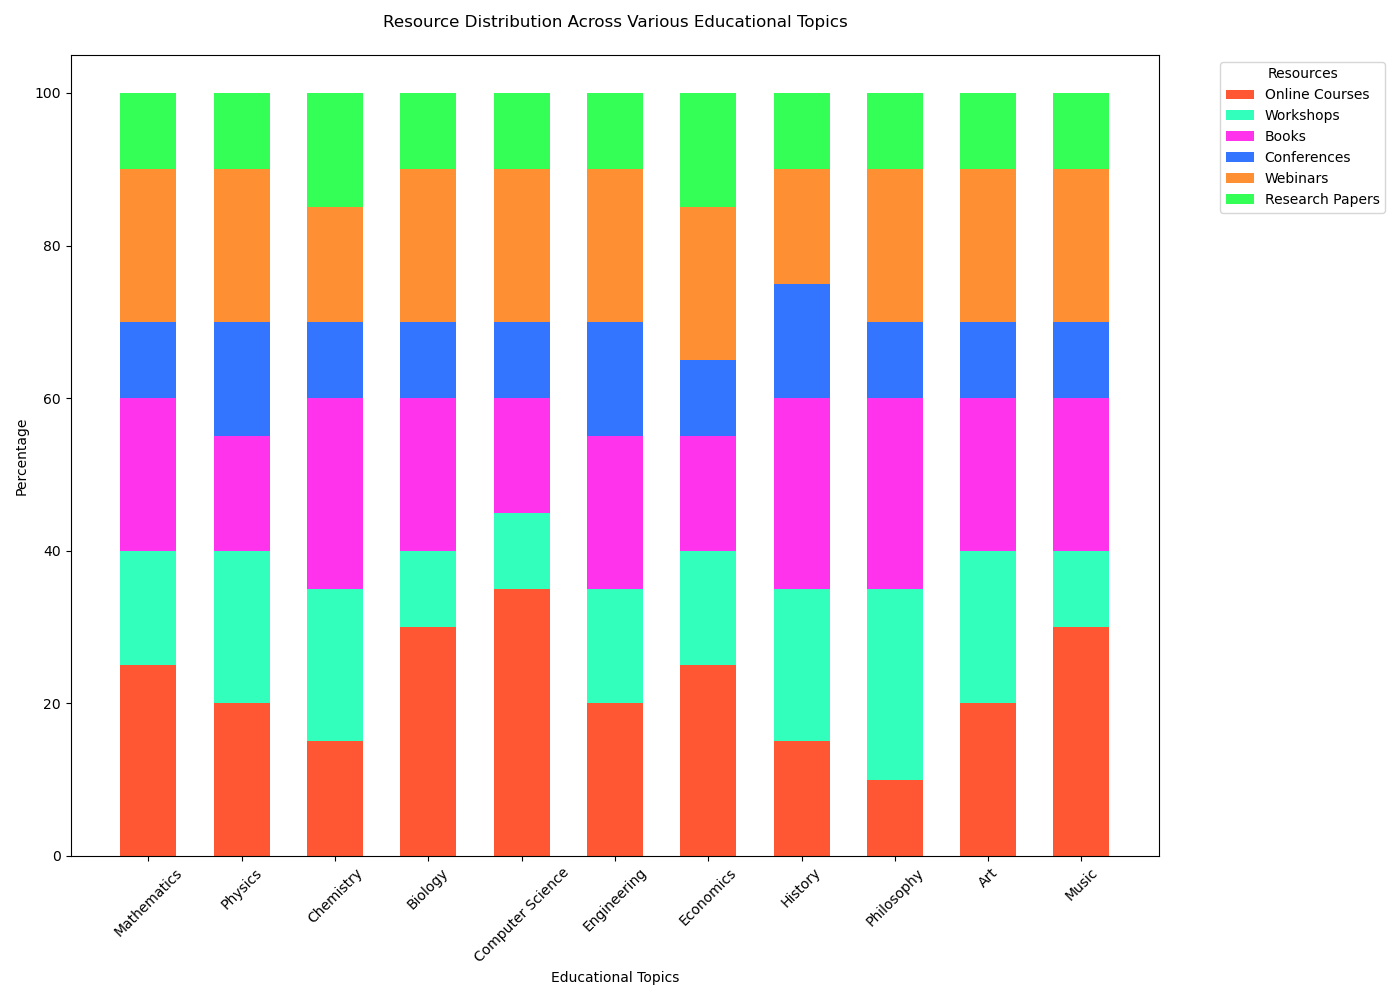 Resource Distribution Across Various Educational Topics
Resources
Online Courses
Workshops
Books
Conferences
Webinars
Research Papers
Percentage
100
80
60
40
20
0
Mathematics
Physics
Chemistry
Biology
Computer Science
Engineering
Economics
History
Philosophy
Art
Music
Educational Topics